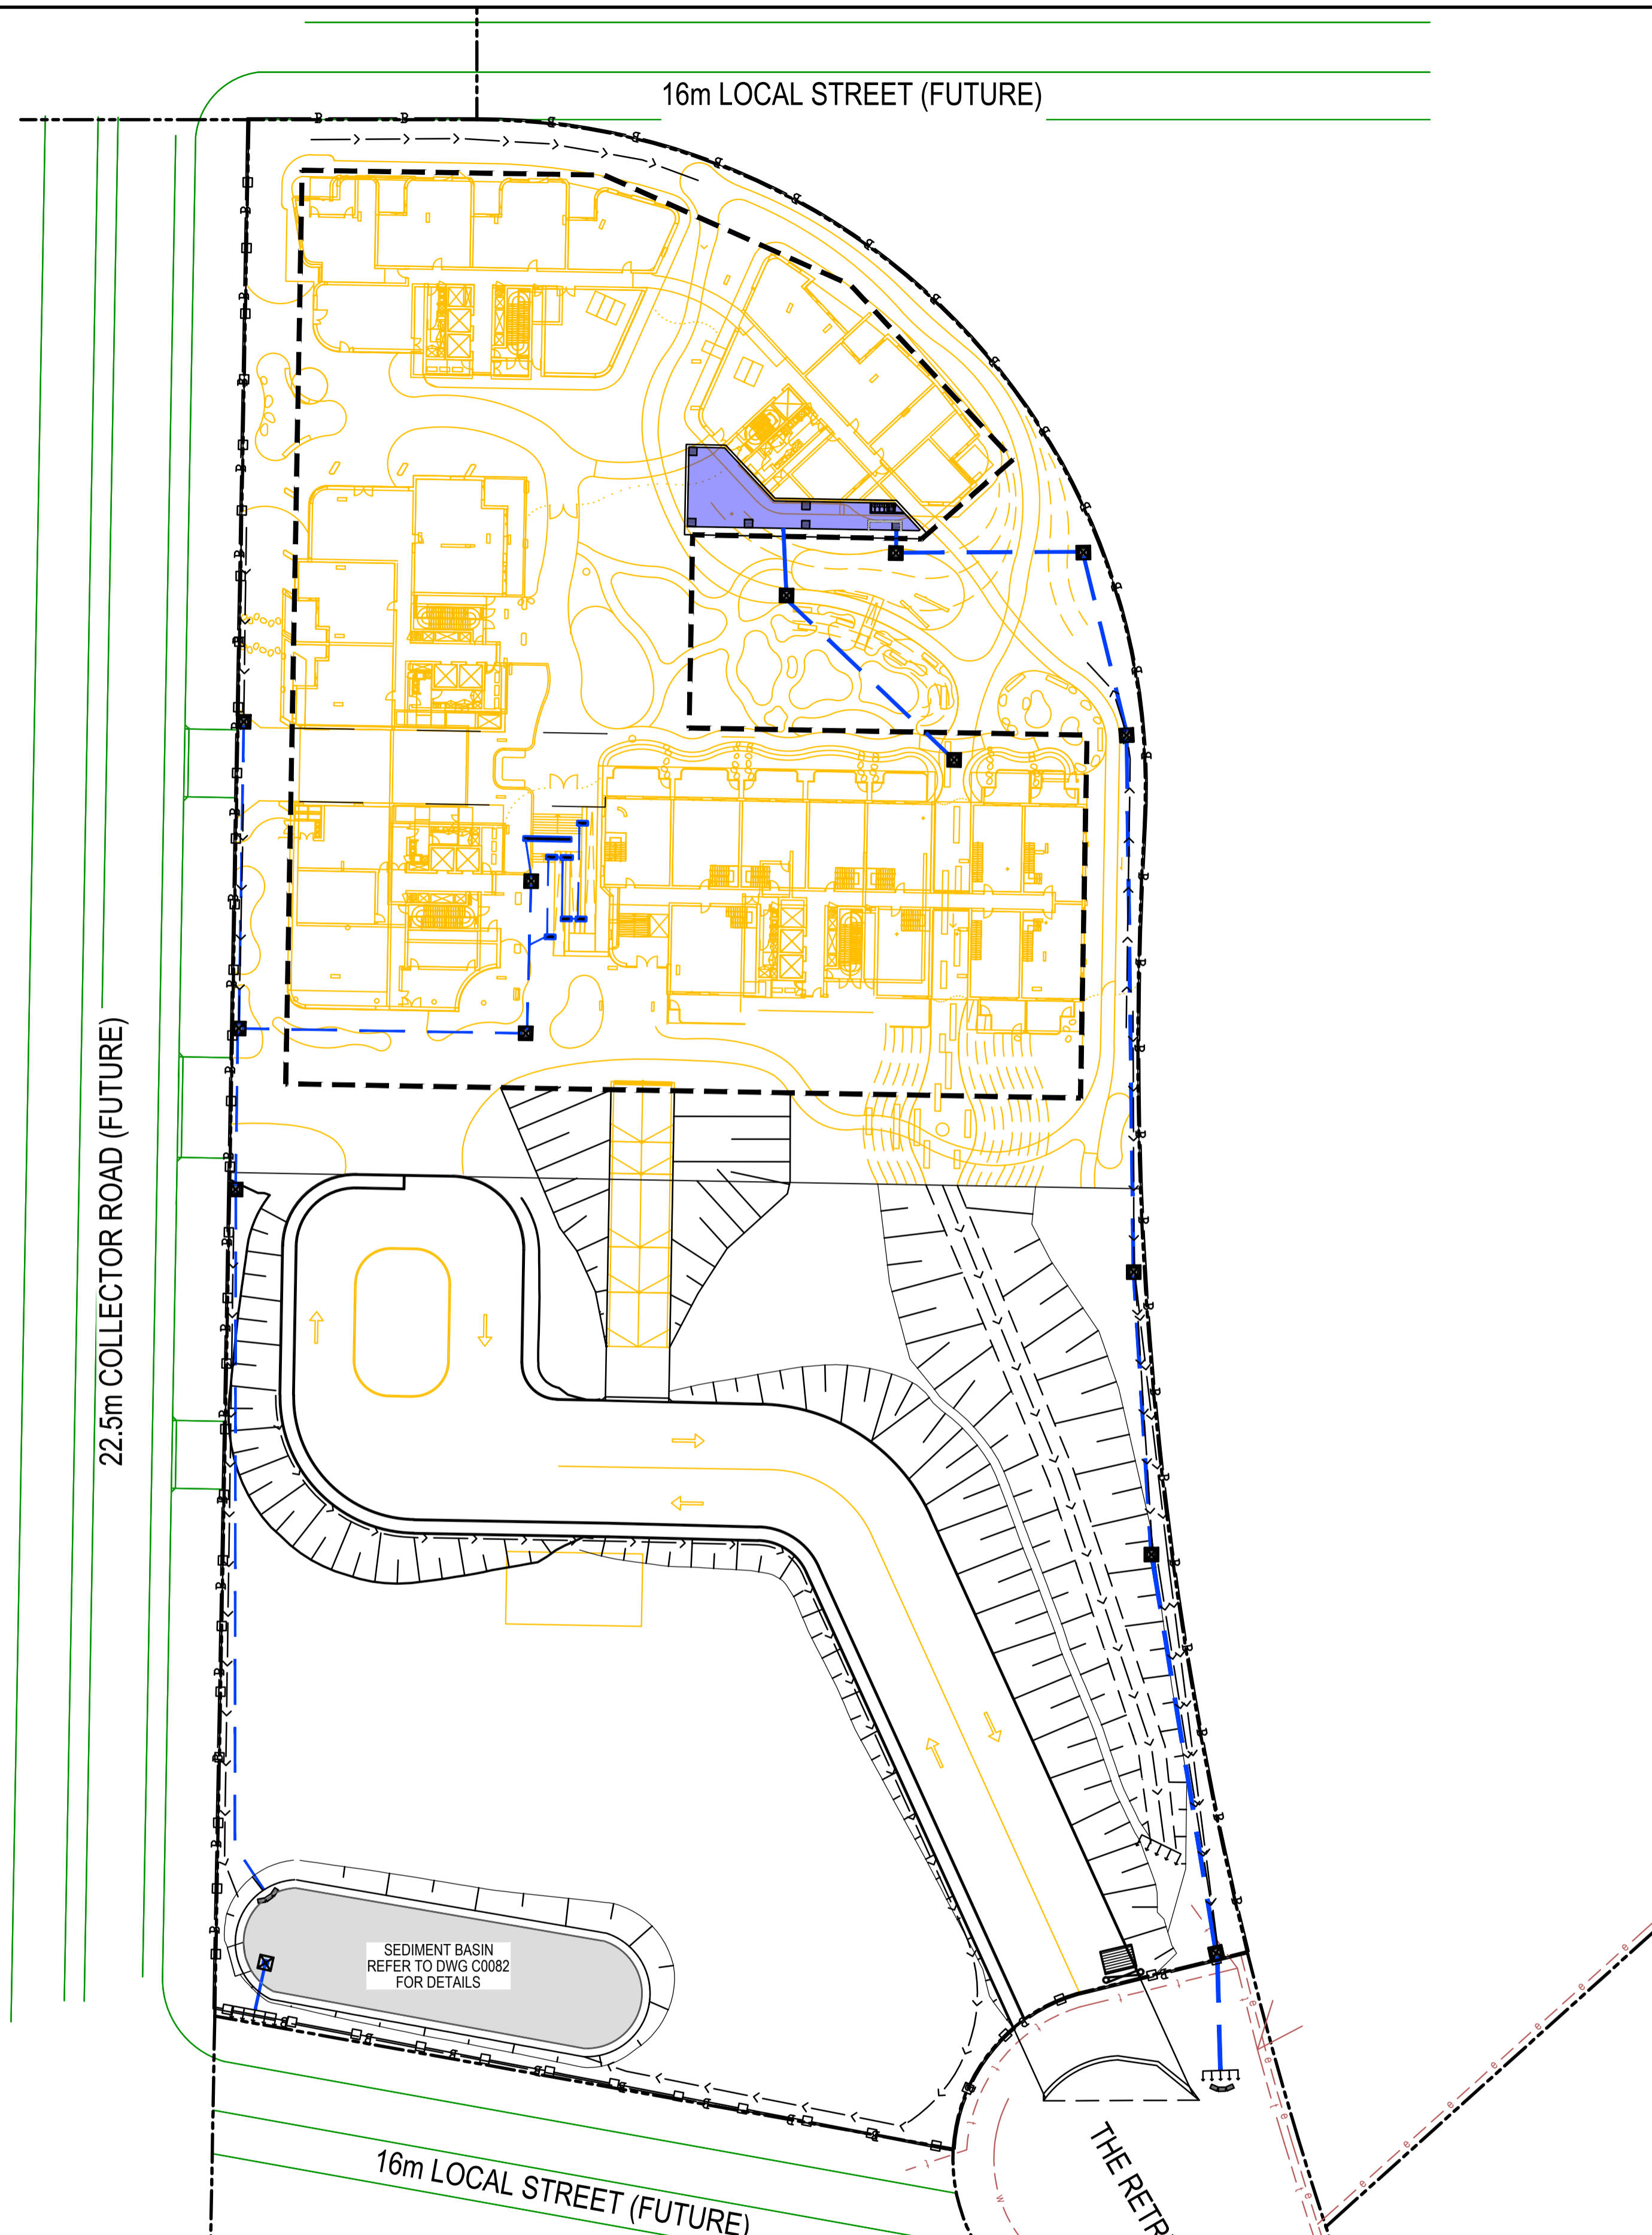 16m LOCAL STREET (FUTURE)
22.5m COLLECTOR ROAD (FUTURE)
SEDIMENT BASIN
REFER TO DWG C0082
FOR DETAILS
16m LOCAL STREET (FUTURE)
THE RETR